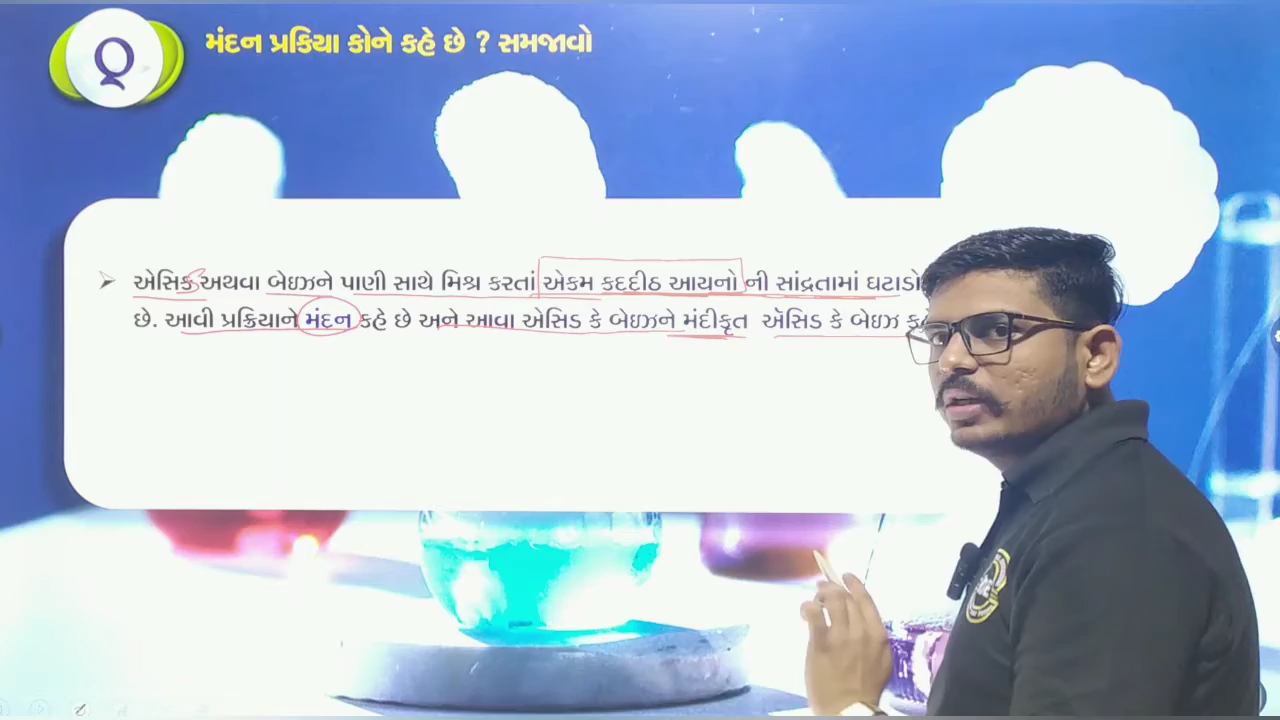 Q મંદન પ્રક્રિયા કોને કહે છે ? સમજાવો
એસિક અથવા બેઇઝને પાણી સાથે મિશ્ર કરતાં એકમ કદદીઠ આયનો ની સાંદ્રતામાં ઘટાડો
છે. આવી પ્રક્રિયાને મંદન કહે છે અને આવા એસિડ કે બેઇઝને મંદીકૃત ઍસિડ કે બેઇઝ